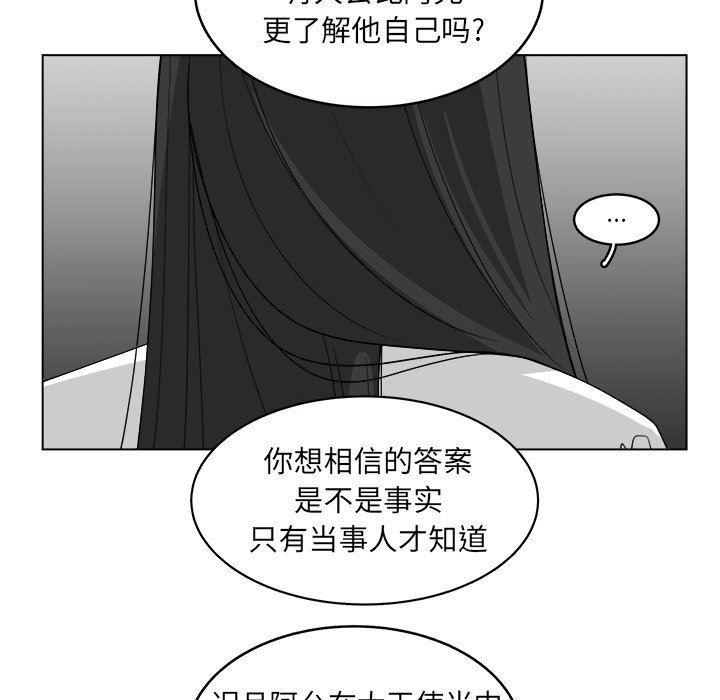 更了解他自己吗?
...
你想相信的答案
是不是事实
只有当事人才知道